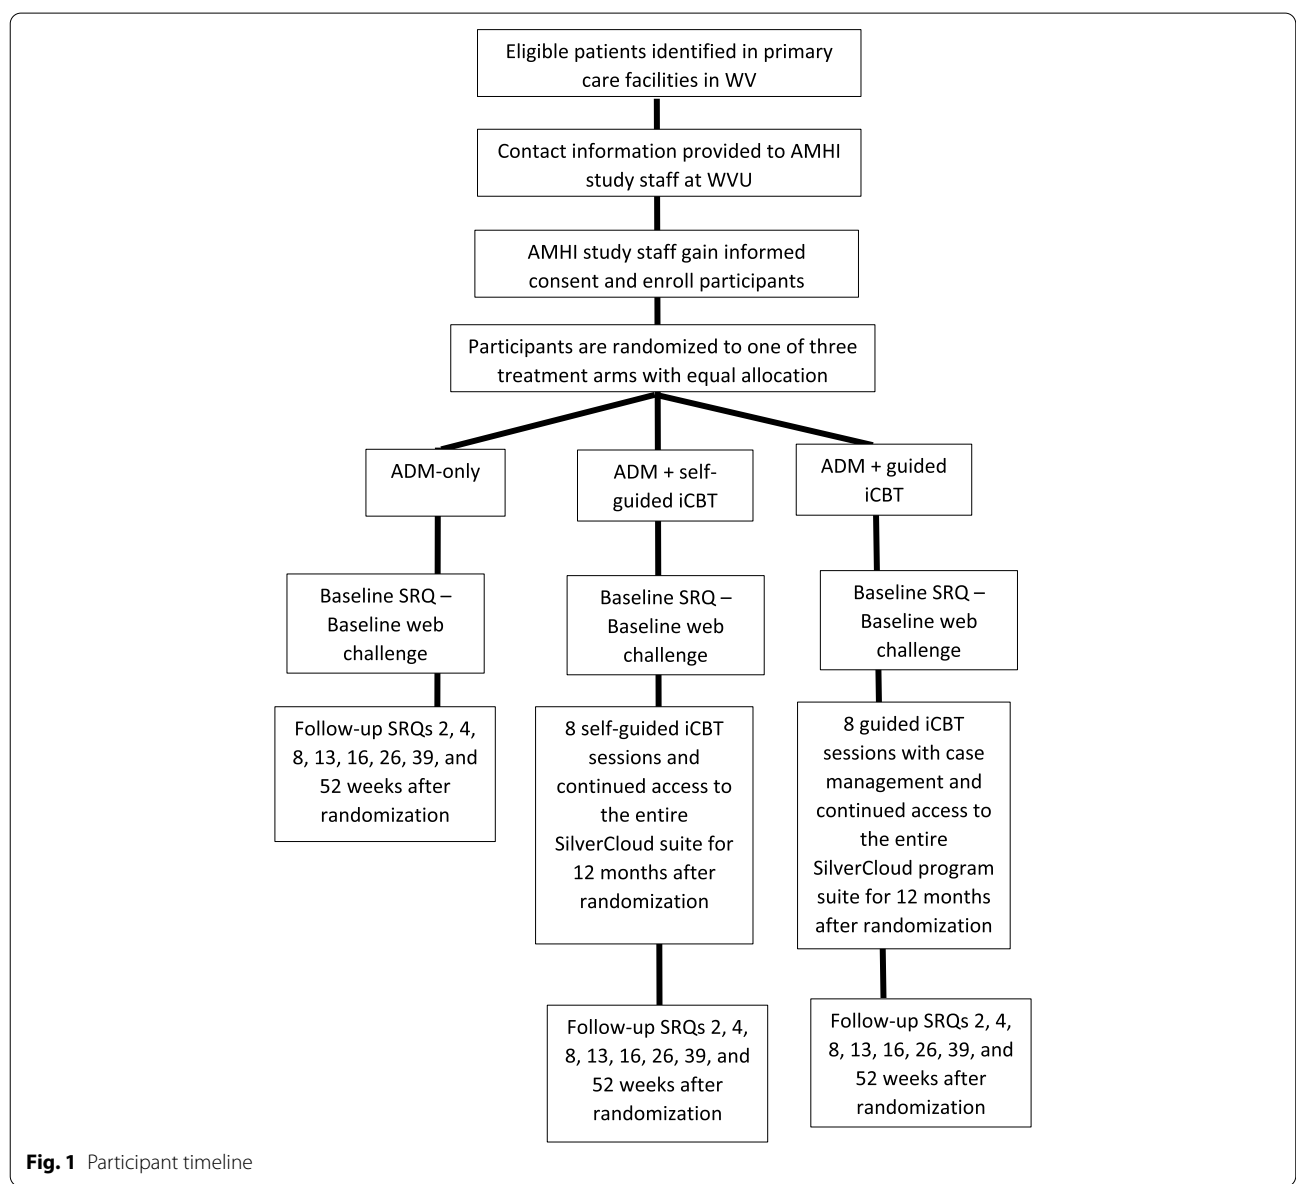 Eligible patients identified in primary
care facilities in WV
Contact information provided to AMHI
study staff at WVU
AMHI study staff gain informed
consent and enroll participants
Participants are randomized to one of three
treatment arms with equal allocation
ADM-only
ADM + self-
guided iCBT
ADM + guided
iCBT
Baseline SRQ –
Baseline web
challenge
Baseline SRQ –
Baseline web
challenge
Baseline SRQ –
Baseline web
challenge
Follow-up SRQs 2, 4,
8, 13, 16, 26, 39, and
52 weeks after
randomization
8 self-guided iCBT
sessions and
continued access to
the entire
SilverCloud suite for
12 months after
randomization
8 guided iCBT
sessions with case
management and
continued access to
the entire
SilverCloud program
suite for 12 months
after randomization
Follow-up SRQs 2, 4,
8, 13, 16, 26, 39, and
52 weeks after
randomization
Follow-up SRQs 2, 4,
8, 13, 16, 26, 39, and
52 weeks after
randomization
Fig. 1 Participant timeline